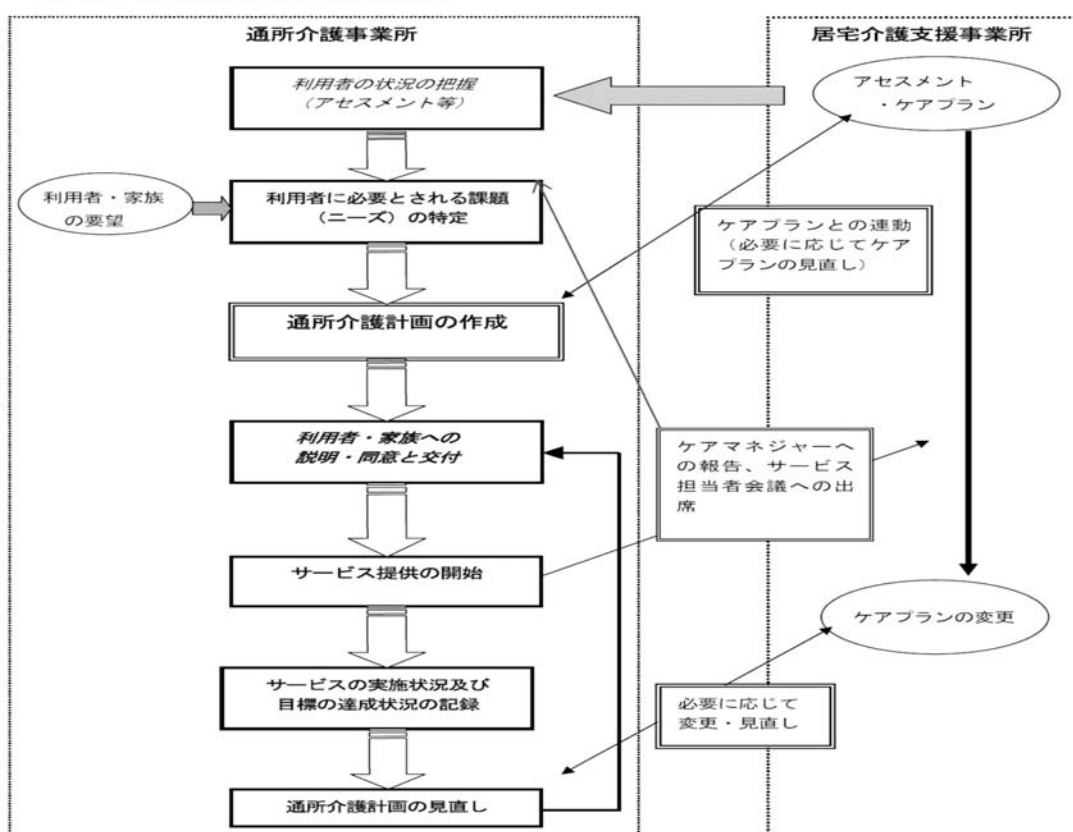 通所介護事業所
居宅介護支援事業所
利用者の状況の把握
（アセスメント等）
アセスメント
・ケアプラン
利用者・家族
の要望
利用者に必要とされる課題
（ニーズ）の特定
ケアプランとの連動
（必要に応じてケア
プランの見直し）
通所介護計画の作成
利用者・家族への
説明・同意と交付
ケアマネジャーへ
の報告、サービス
担当者会議への出
席
サービス提供の開始
ケアプランの変更
サービスの実施状況及び
目標の達成状況の記録
必要に応じて
変更・見直し
通所介護計画の見直し